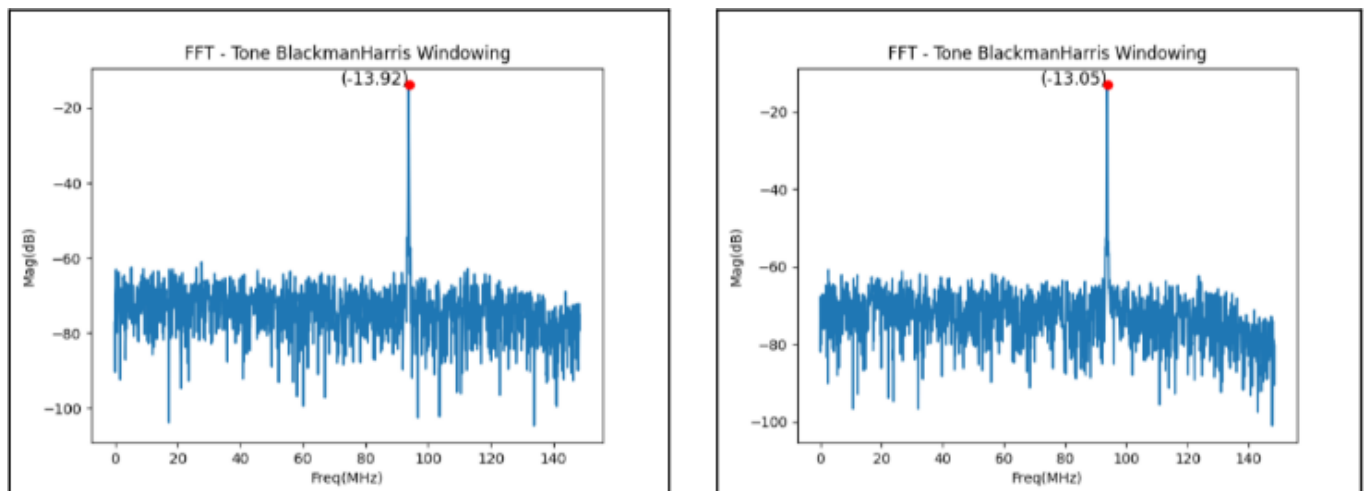 FFT - Tone BlackmanHarris Windowing
(-13.92)
Mag(dB)
−20
−40
−60
−80
−100
0 20 40 60 80 100 120 140
Freq(MHz)
FFT - Tone BlackmanHarris Windowing
(-13.05)
Mag(dB)
−20
−40
−60
−80
−100
0 20 40 60 80 100 120 140
Freq(MHz)